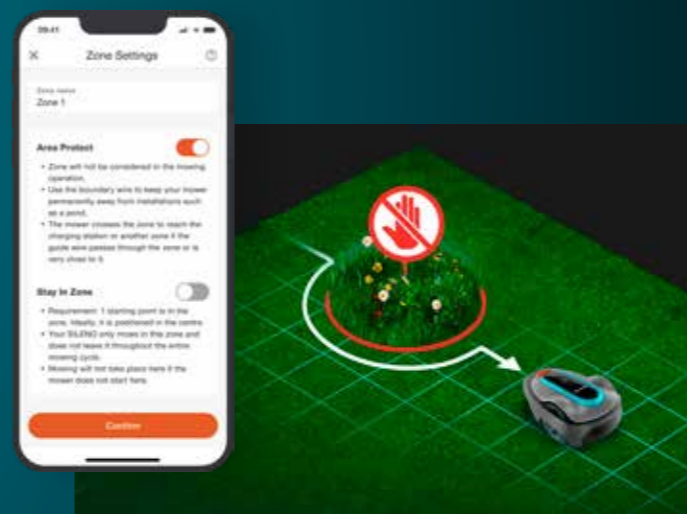 09:41
Zone Settings
Zone name
Zone 1
Area Protect
• Zone will not be considered in the mowing
operation.
• Use the boundary wire to keep your mower
permanently away from installations such
as a pond.
• The mower crosses the zone to reach the
charging station or another zone if the
guide wire passes through the zone or is
very close to it.
Stay in Zone
• Requirement: 1 starting point is in the
zone. Ideally, it is positioned in the centre.
• Your SILENO only mows in this zone and
does not leave it throughout the entire
mowing cycle.
• Mowing will not take place here if the
mower does not start here.
Confirm